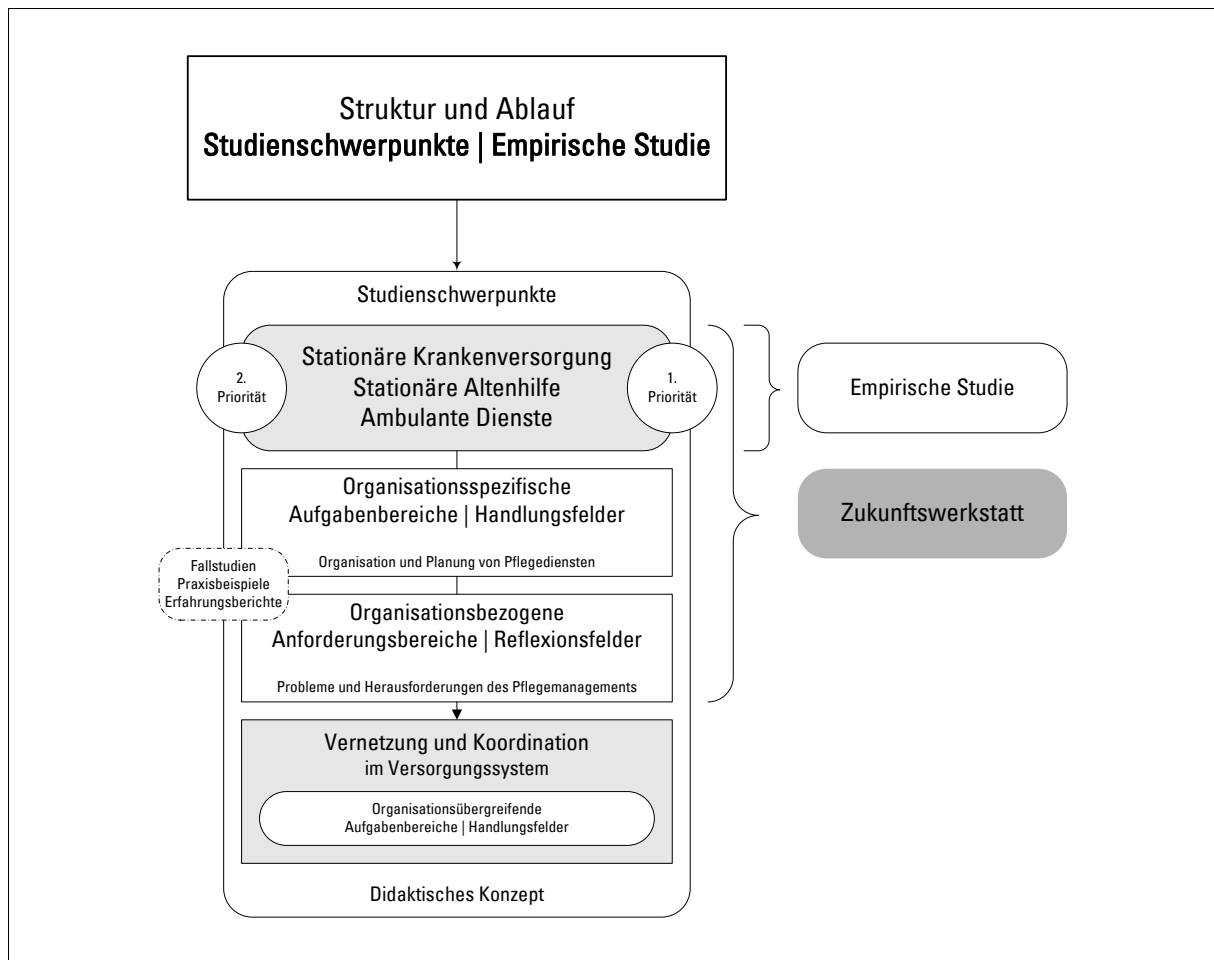 Struktur und Ablauf
Studienschwerpunkte | Empirische Studie
Studienschwerpunkte
2.
Priorität
Stationäre Krankenversorgung
Stationäre Altenhilfe
Ambulante Dienste
1.
Priorität
Empirische Studie
Organisationsspezifische
Aufgabenbereiche | Handlungsfelder
Organisation und Planung von Pflegediensten
Zukunftswerkstatt
Fallstudien
Praxisbeispiele
Erfahrungsberichte
Organisationsbezogene
Anforderungsbereiche | Reflexionsfelder
Probleme und Herausforderungen des Pflegemanagements
Vernetzung und Koordination
im Versorgungssystem
Organisationsübergreifende
Aufgabenbereiche | Handlungsfelder
Didaktisches Konzept